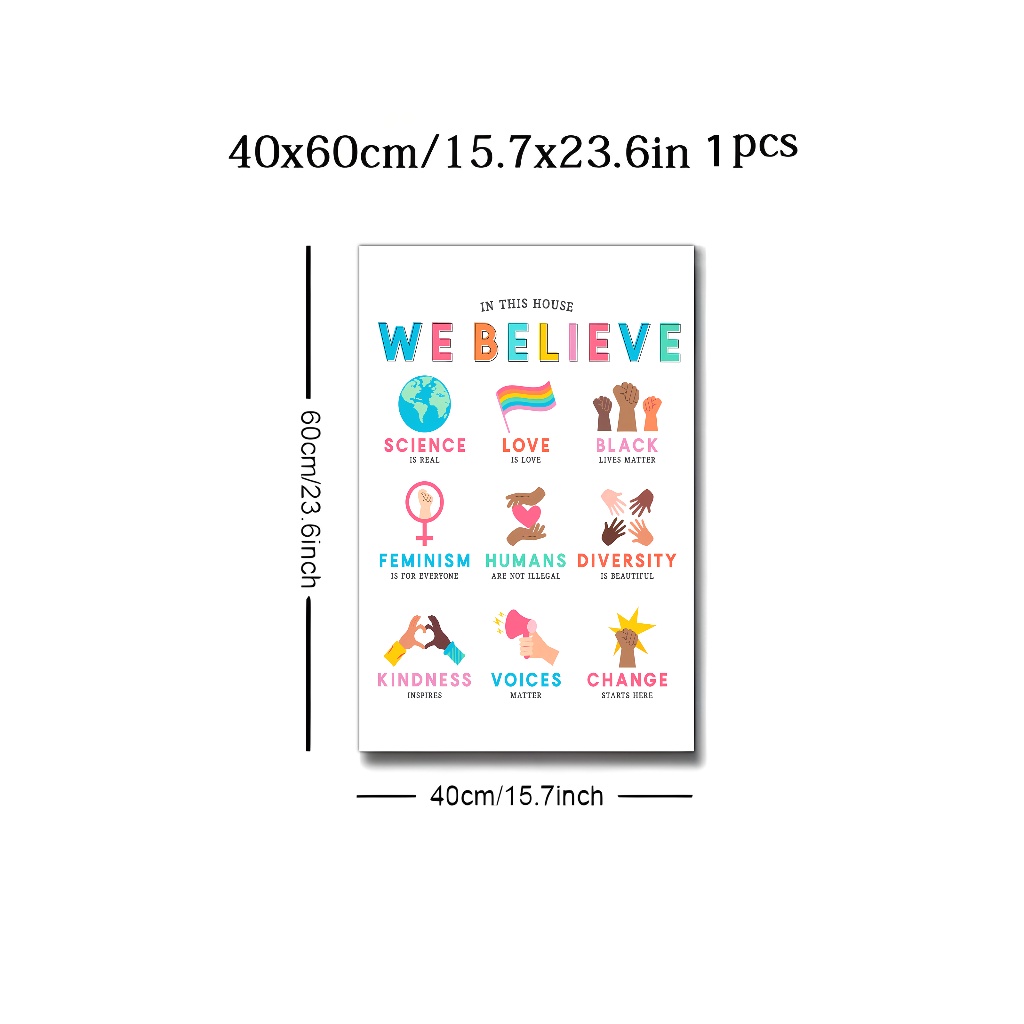 40x60cm/15.7x23.6in 1pcs
IN THIS HOUSE
WE BELIEVE
SCIENCE
IS REAL
LOVE
IS LOVE
BLACK
LIVES MATTER
FEMINISM
IS FOR EVERYONE
HUMANS
ARE NOT ILLEGAL
DIVERSITY
IS BEAUTIFUL
KINDNESS
INSPIRES
VOICES
MATTER
CHANGE
STARTS HERE
60cm/23.6inch
40cm/15.7inch